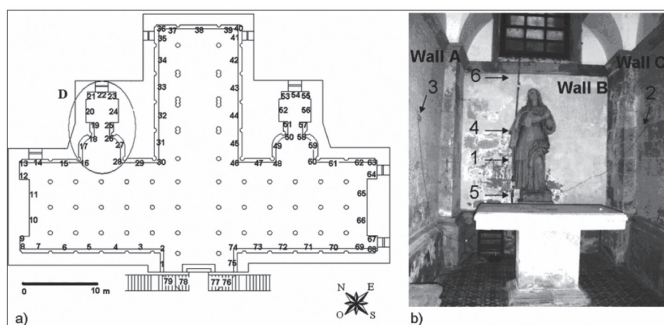 36 37 38 39 40
35 41
34 42
D 33 43
21 22 23 53 54 55
20 24 32 44 52 56
19 25 51 57
18 26 31 45 50 58
17 27 49 59
13 14 15 16 28 29 30 46 47 48 60 61 62 63
12 64
11 65
10 66
9 67
8 7 6 5 4 3 2 74 73 72 71 70 69 68
1 75
79 78 77 76
0 10 m
N E
O S
a)
Wall A
Wall B
Wall C
6
3
2
4
1
5
b)